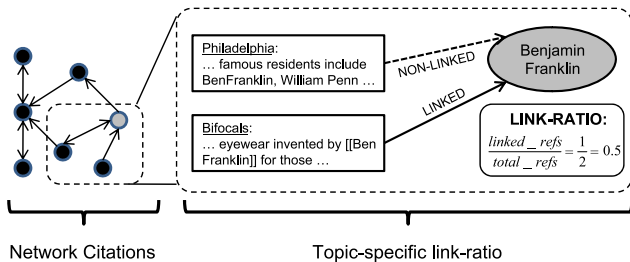 Philadelphia:
… famous residents include
BenFranklin, William Penn …
NON-LINKED
Benjamin
Franklin
LINKED
Bifocals:
… eyewear invented by [[Ben
Franklin]] for those …
LINK-RATIO:
linked_refs / total_refs = 1/2 = 0.5
Network Citations
Topic-specific link-ratio